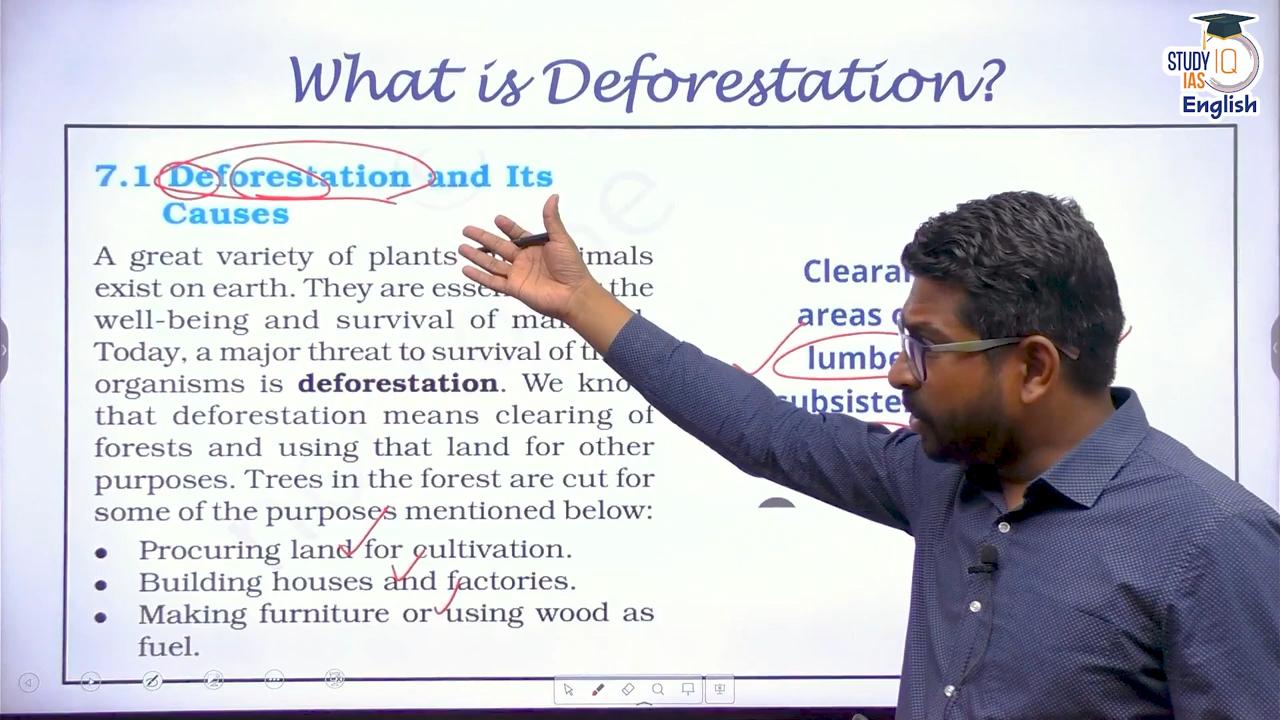 What is Deforestation?
STUDY IQ
IAS
English
7.1 Deforestation and Its
Causes
A great variety of plants
exist on earth. They are the
well-being and survival of
Today, a major threat to survival of
organisms is deforestation. We know
that deforestation means clearing of
forests and using that land for other
purposes. Trees in the forest are cut for
some of the purposes mentioned below:
• Procuring land for cultivation.
• Building houses and factories.
• Making furniture or using wood as
fuel.
areas